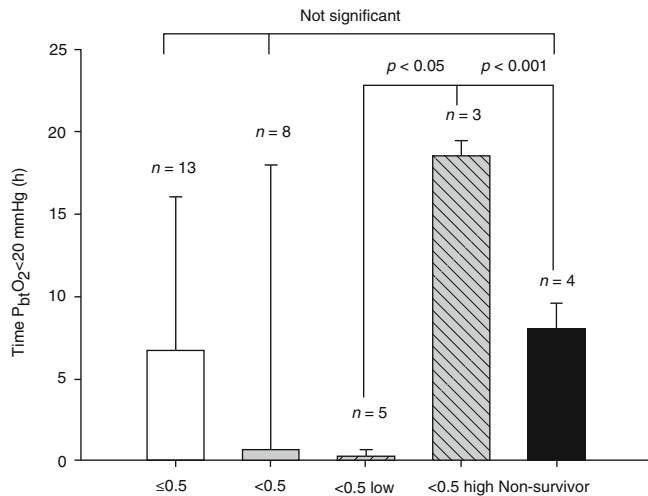 Not significant
25
p < 0.05 p < 0.001
n = 3
20
n = 8
n = 13
15
n = 4
10
5
n = 5
0
Time PbtO2<20 mmHg (h)
≤0.5 <0.5 <0.5 low <0.5 high Non-survivor